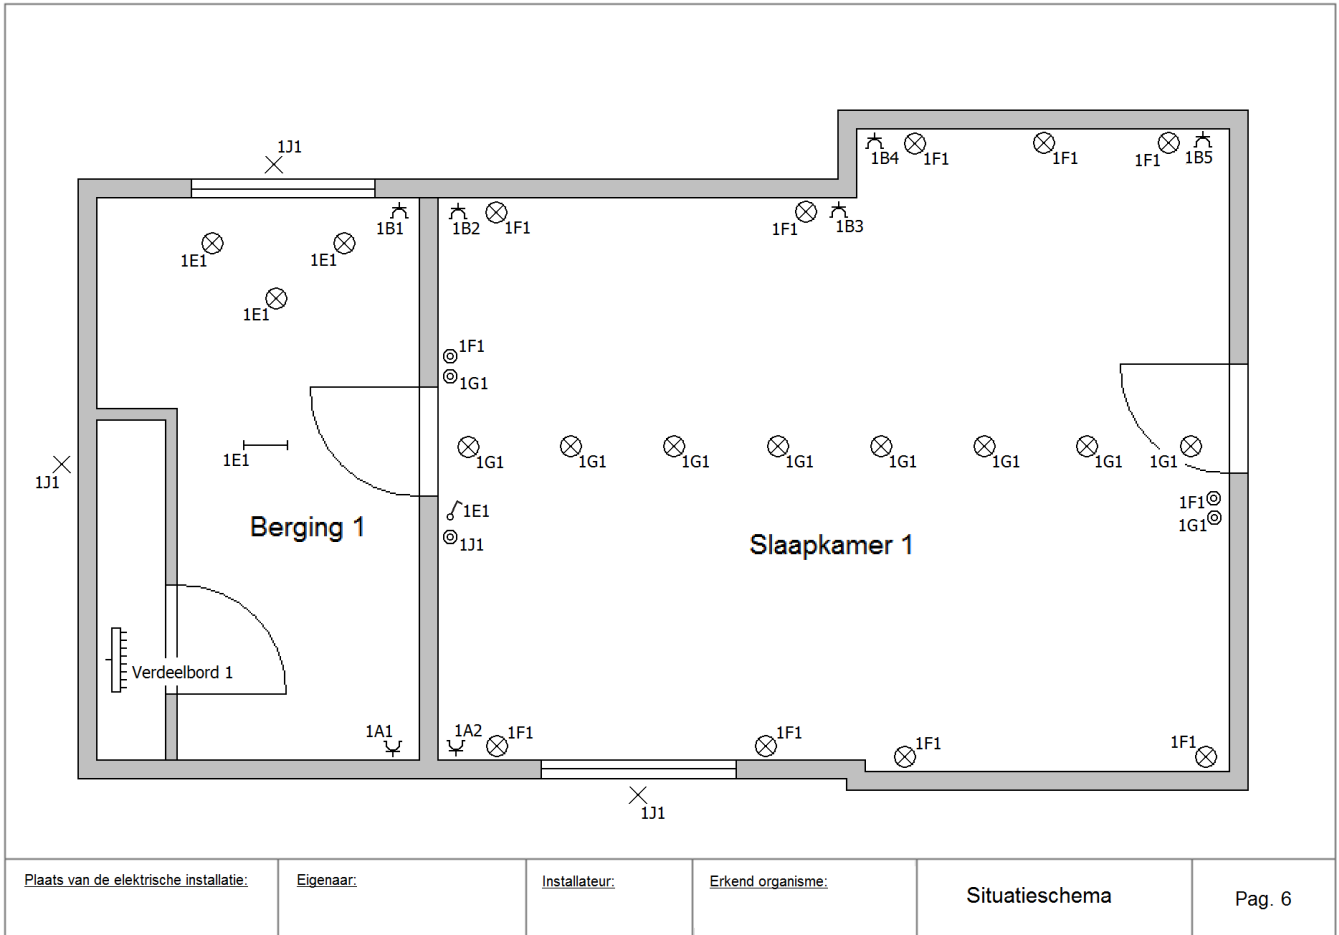 1J1
1B4
1F1
1F1
1F1
1B5
1B1
1B2
1F1
1F1
1B3
1E1
1E1
1E1
1F1
1G1
1E1
1J1
1G1
1G1
1G1
1G1
1G1
1G1
1G1
1G1
1E1
1J1
1F1
1G1
Berging 1
Slaapkamer 1
Verdeelbord 1
1A1
1A2
1F1
1F1
1F1
1F1
1J1
Plaats van de elektrische installatie:
Eigenaar:
Installateur:
Erkend organisme:
Situatieschema
Pag. 6